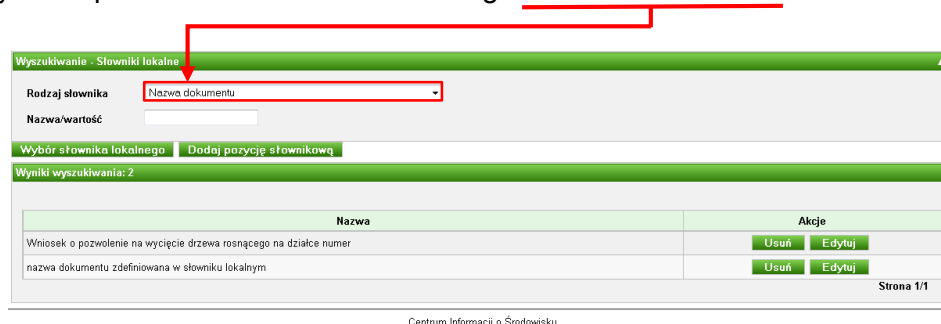 Wyszukiwanie - Słowniki lokalne
Rodzaj słownika Nazwa dokumentu
Nazwa/wartość
Wybór słownika lokalnego Dodaj pozycję słownikową
Wyniki wyszukiwania: 2
Nazwa Akcje
Wniosek o pozwolenie na wycięcie drzewa rosnącego na działce numer Usuń Edytuj
nazwa dokumentu zdefiniowana w słowniku lokalnym Usuń Edytuj
Strona 1/1
Centrum Informacji o Środowisku